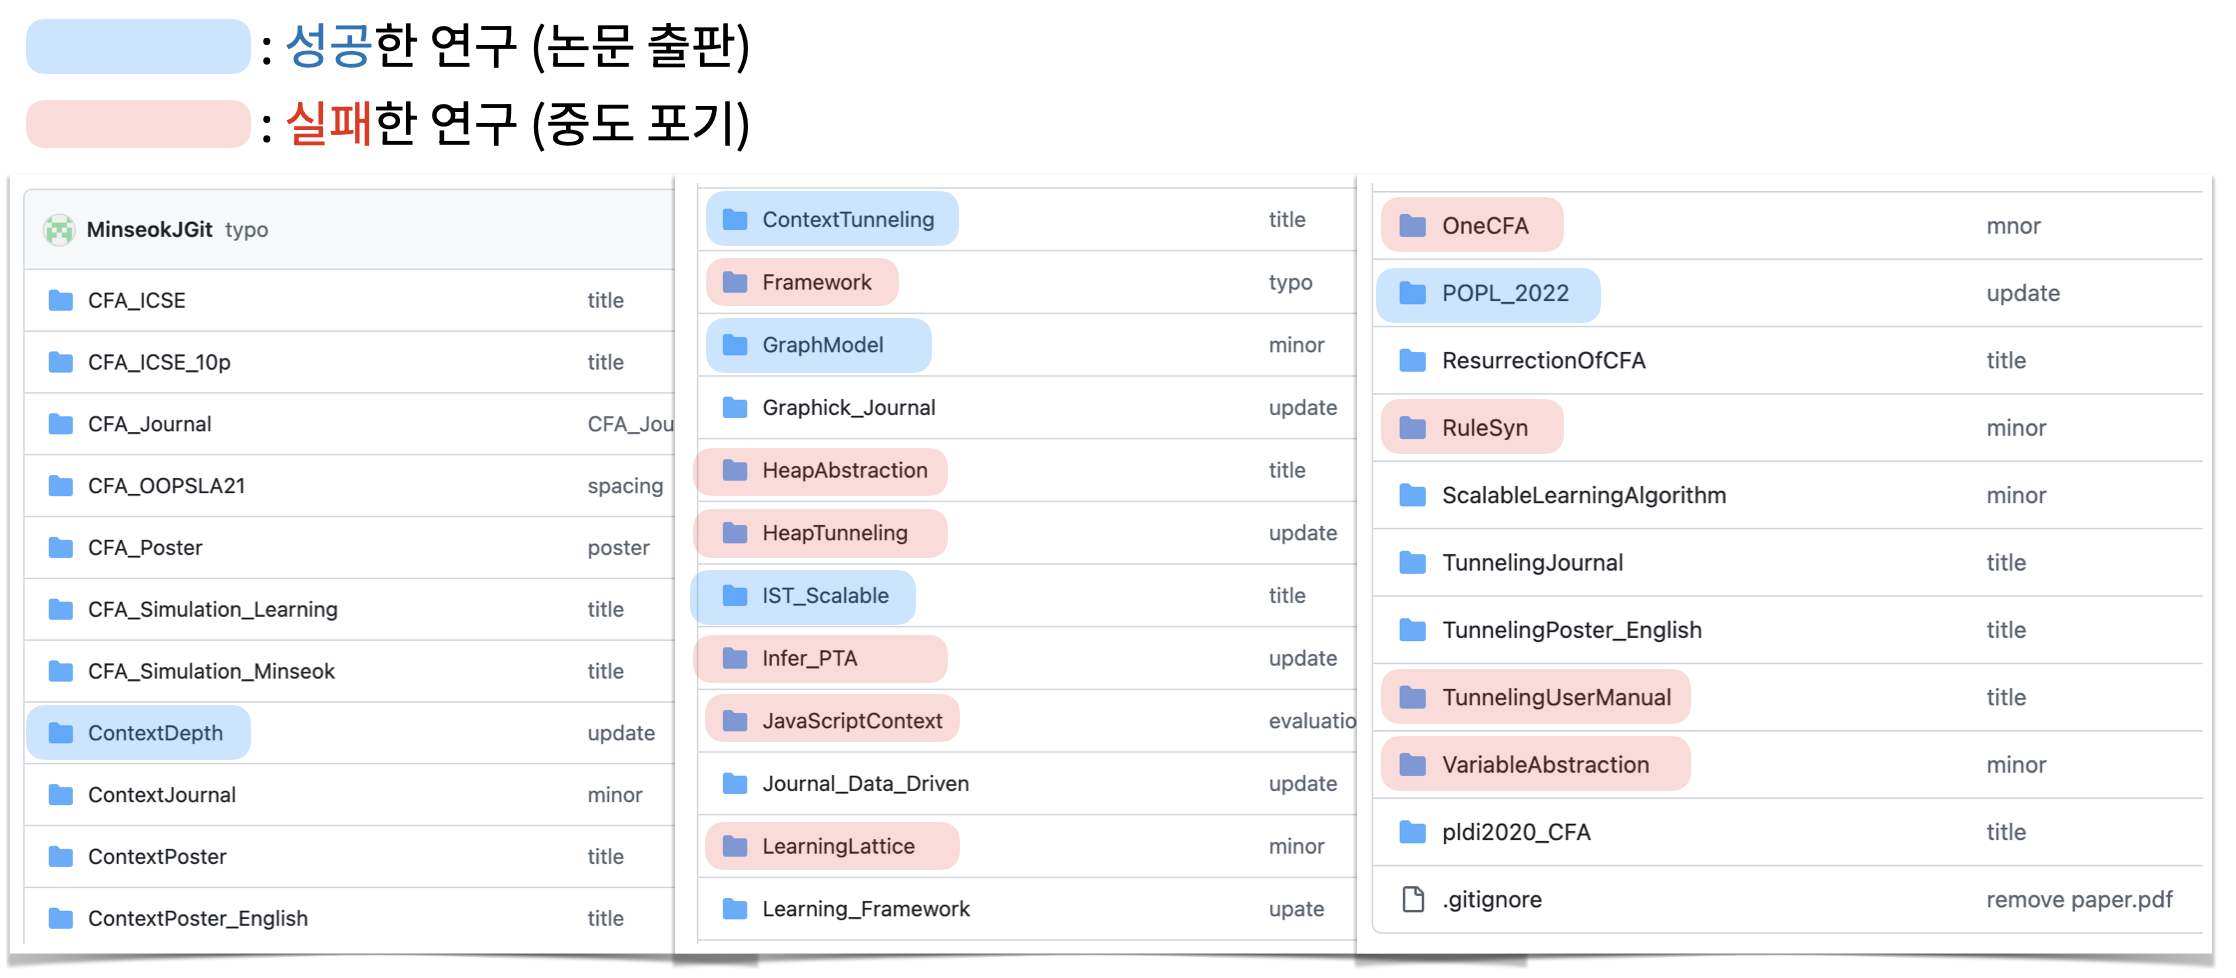 : 성공한 연구 (논문 출판)
: 실패한 연구 (중도 포기)
MinseokJGit typo
CFA_ICSE title
CFA_ICSE_10p title
CFA_Journal CFA_Jou
CFA_OOPSLA21 spacing
CFA_Poster poster
CFA_Simulation_Learning title
CFA_Simulation_Minseok title
ContextDepth update
ContextJournal minor
ContextPoster title
ContextPoster_English title
ContextTunneling title
Framework typo
GraphModel minor
Graphick_Journal update
HeapAbstraction title
HeapTunneling update
IST_Scalable title
Infer_PTA update
JavaScriptContext evaluatio
Journal_Data_Driven update
LearningLattice minor
Learning_Framework upate
OneCFA mnor
POPL_2022 update
ResurrectionOfCFA title
RuleSyn minor
ScalableLearningAlgorithm minor
TunnelingJournal title
TunnelingPoster_English title
TunnelingUserManual title
VariableAbstraction minor
pldi2020_CFA title
.gitignore remove paper.pdf